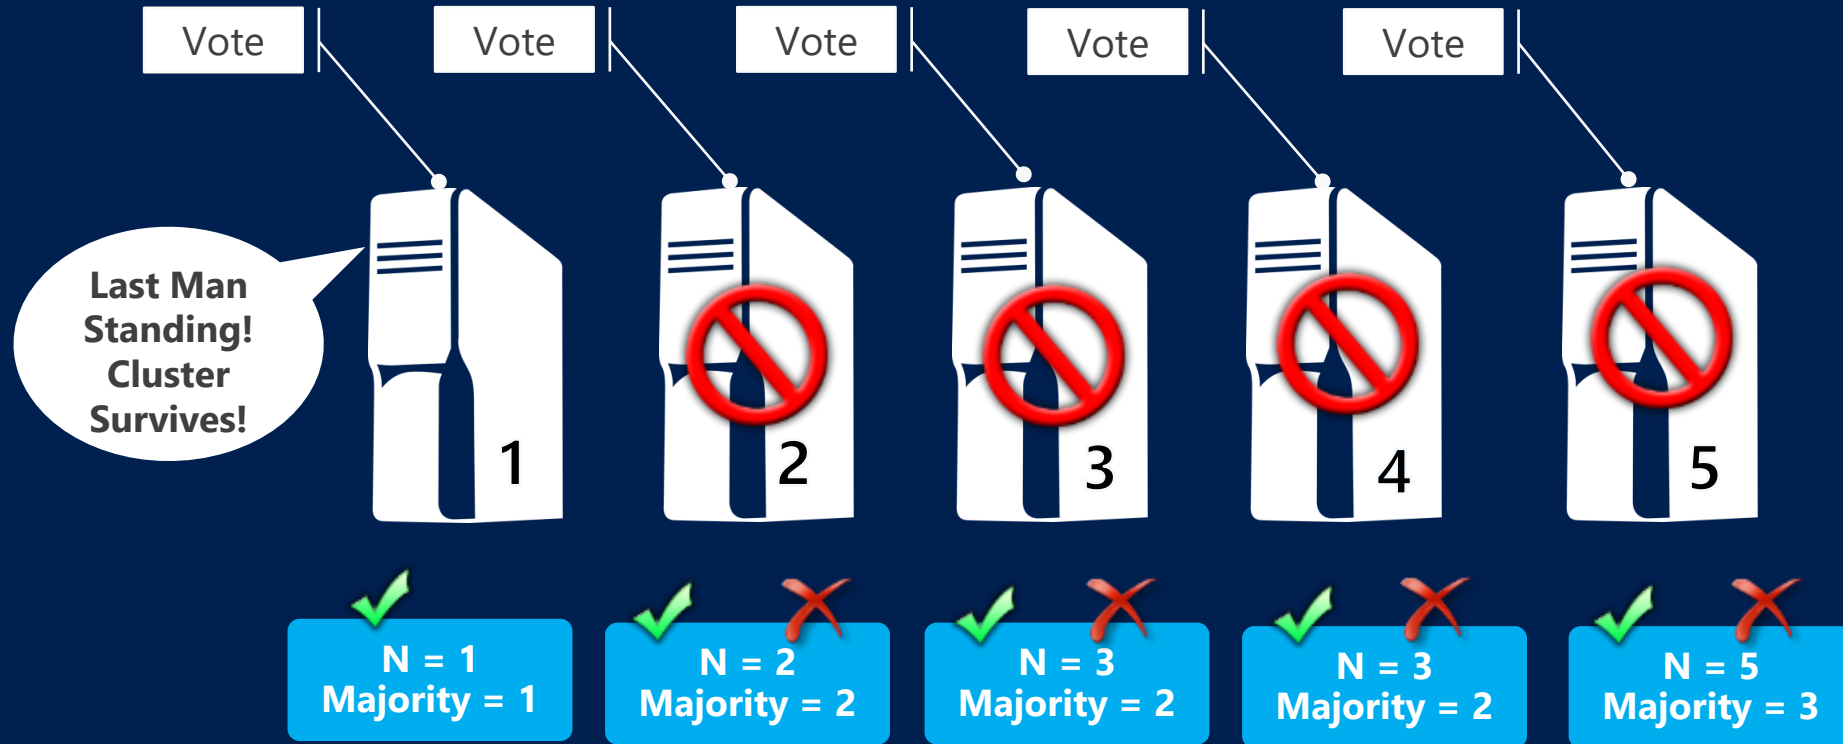 Vote
Vote
Vote
Vote
Vote
Last Man
Standing!
Cluster
Survives!
1
2
3
4
5
N = 1
Majority = 1
N = 2
Majority = 2
N = 3
Majority = 2
N = 3
Majority = 2
N = 5
Majority = 3